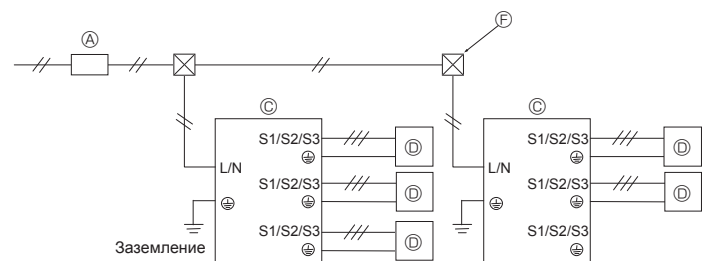 Ⓕ
Ⓐ
Ⓒ
Ⓒ
S1/S2/S3
Ⓓ
L/N
S1/S2/S3
Ⓓ
S1/S2/S3
Ⓓ
Заземление
S1/S2/S3
Ⓓ
L/N
S1/S2/S3
Ⓓ
S1/S2/S3